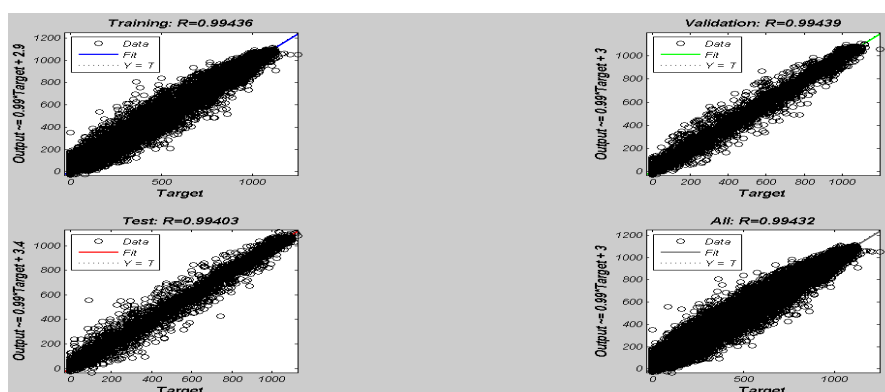 Training: R=0.99436
Output ~= 0.99*Target + 2.9
1200
1000
800
600
400
200
0
Data
Fit
Y = T
0
500
1000
Target
Validation: R=0.99439
Output ~= 0.99*Target + 3
1200
1000
800
600
400
200
0
Data
Fit
Y = T
0
200
400
600
800
1000
Target
Test: R=0.99403
Output ~= 0.99*Target + 3.4
1000
800
600
400
200
0
Data
Fit
Y = T
0
200
400
600
800
1000
Target
All: R=0.99432
Output ~= 0.99*Target + 3
1200
1000
800
600
400
200
0
Data
Fit
Y = T
0
500
1000
Target